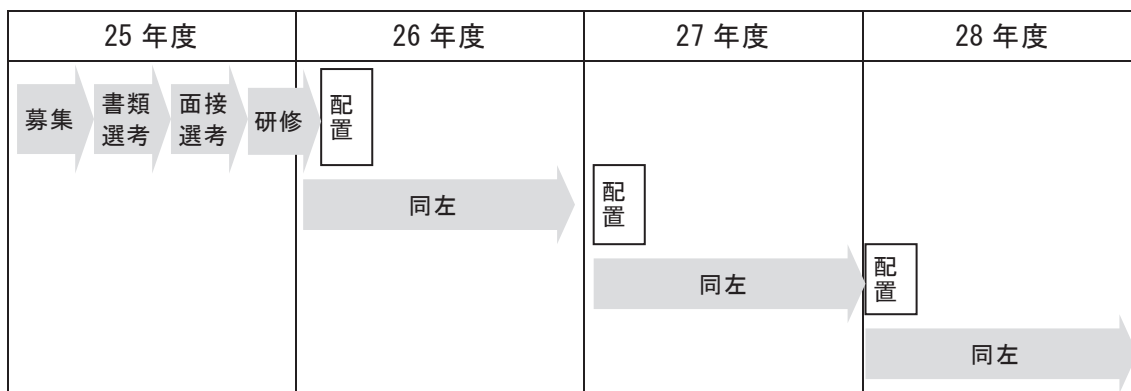 25 年度
26 年度
27 年度
28 年度
募集
書類
選考
面接
選考
研修
配
置
同左
配
置
同左
配
置
同左